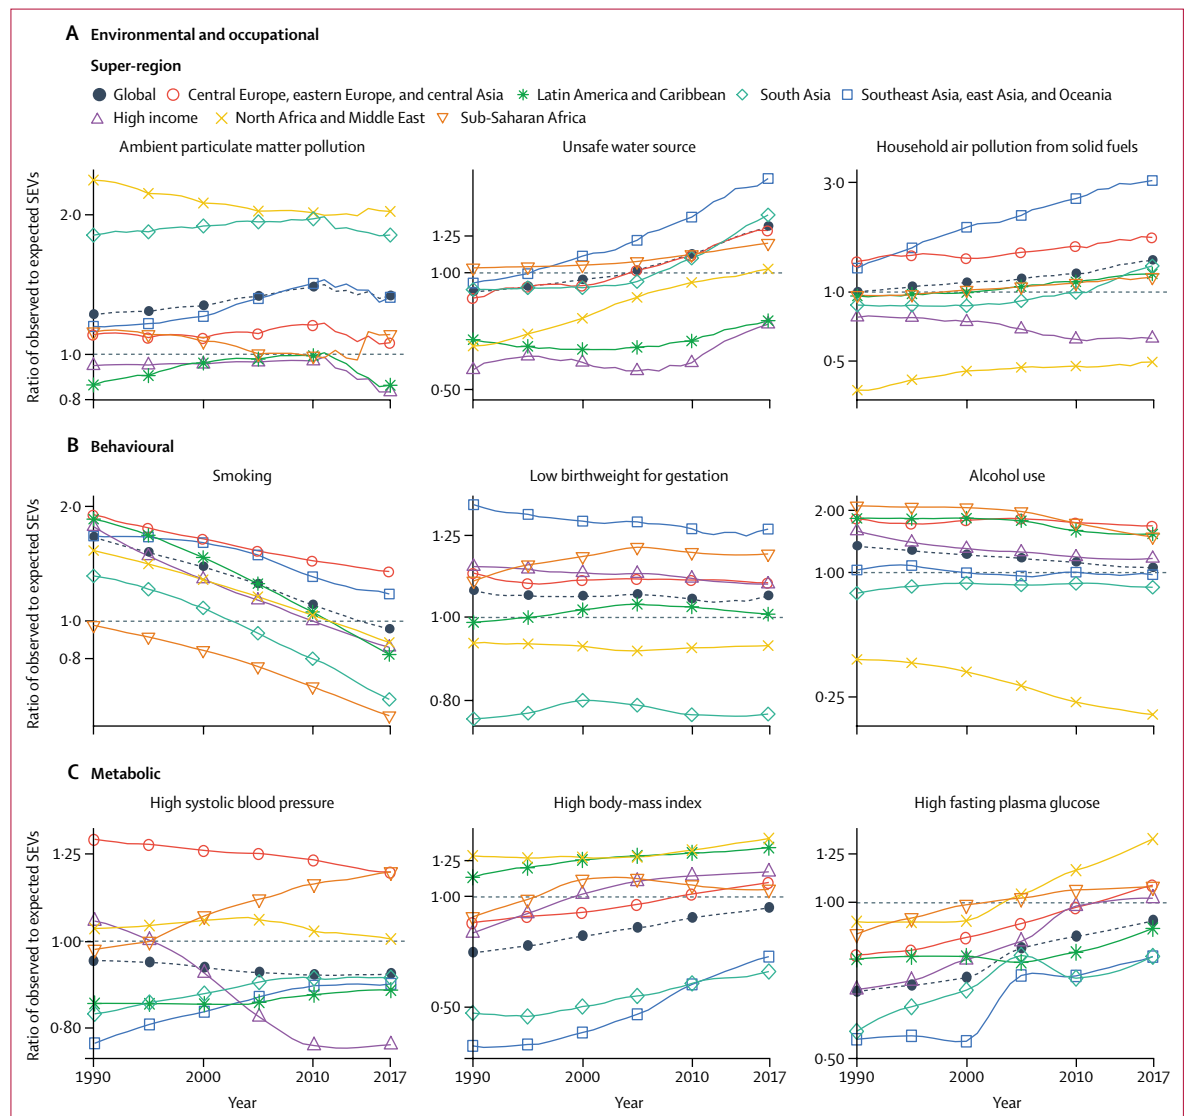 A Environmental and occupational
Super-region
Global Central Europe, eastern Europe, and central Asia Latin America and Caribbean South Asia Southeast Asia, east Asia, and Oceania
High income North Africa and Middle East Sub-Saharan Africa
Ambient particulate matter pollution Unsafe water source Household air pollution from solid fuels
Ratio of observed to expected SEVs
2·0
1·0
0·8
1·25
1·00
0·50
3·0
1·0
0·5
B Behavioural
Smoking Low birthweight for gestation Alcohol use
Ratio of observed to expected SEVs
2·0
1·0
0·8
1·25
1·00
0·80
2·00
1·00
0·25
C Metabolic
High systolic blood pressure High body-mass index High fasting plasma glucose
Ratio of observed to expected SEVs
1·25
1·00
0·80
1·25
1·00
0·50
1·25
1·00
0·50
1990 2000 2010 2017 1990 2000 2010 2017 1990 2000 2010 2017
Year Year Year